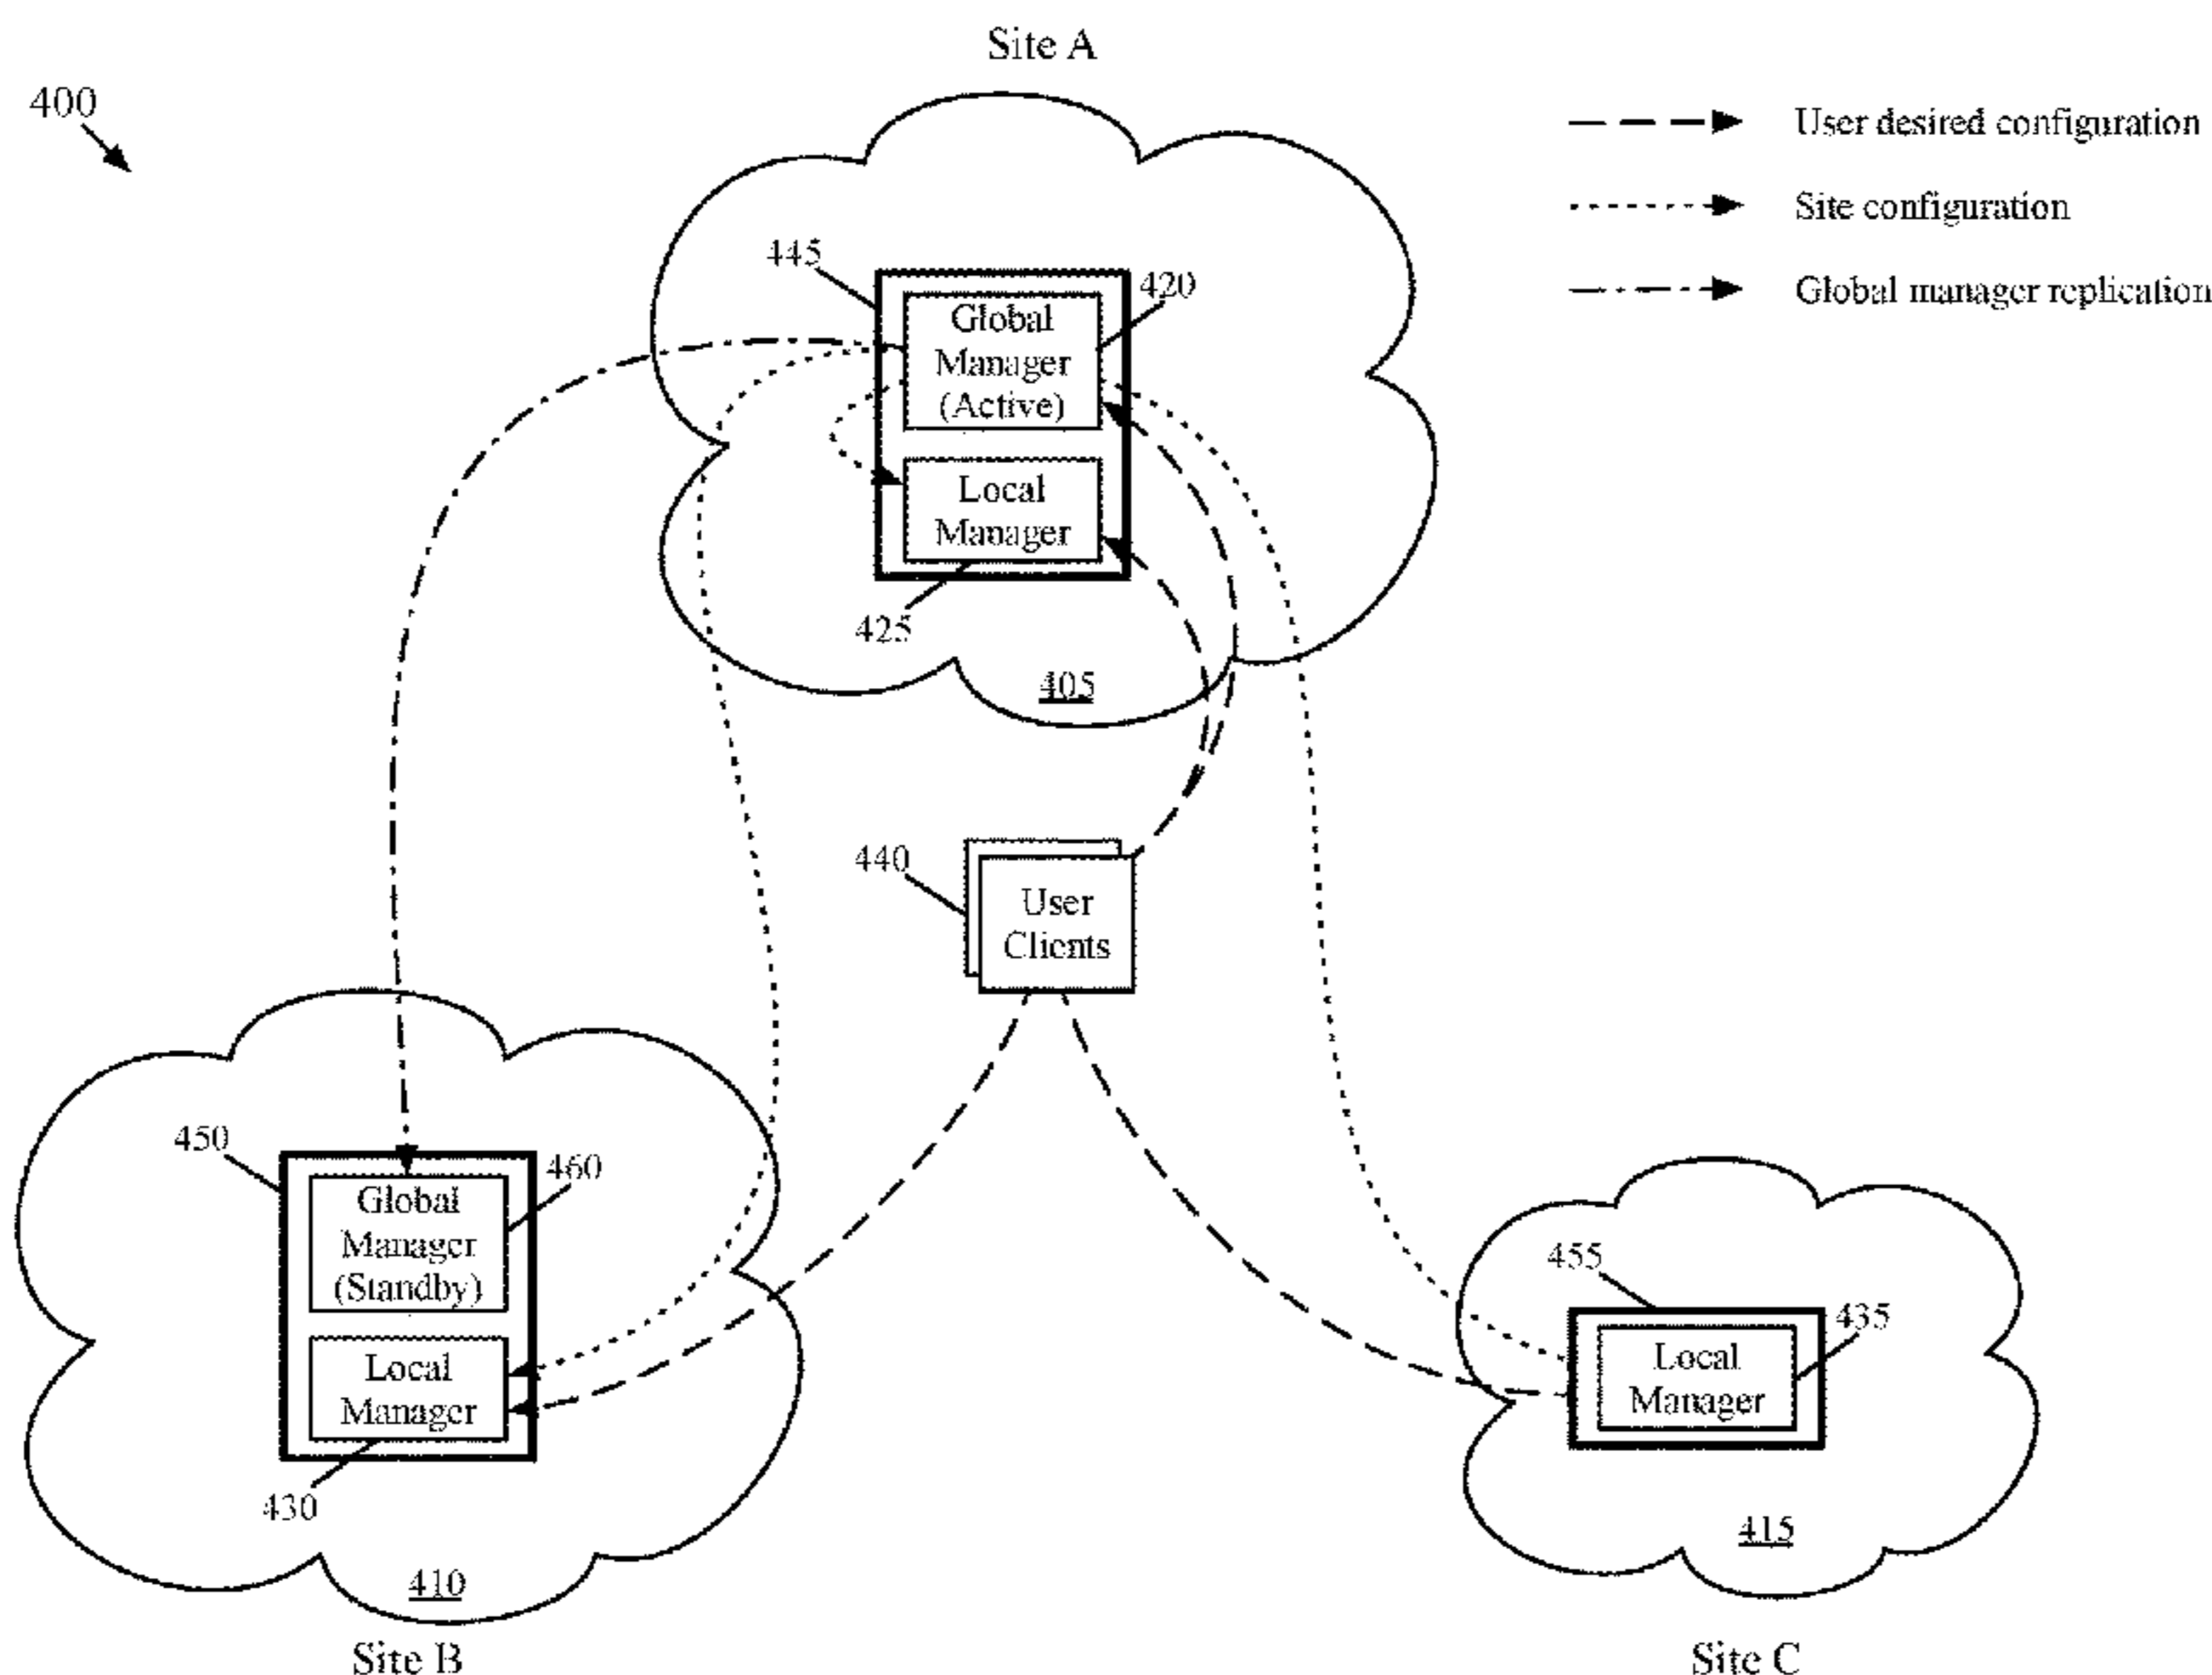 Site A
400
User desired configuration
Site configuration
Global manager replication
445
420
Global
Manager
(Active)
Local
Manager
425
405
440
User
Clients
450
460
Global
Manager
(Standby)
Local
Manager
430
410
Site B
455
435
Local
Manager
415
Site C